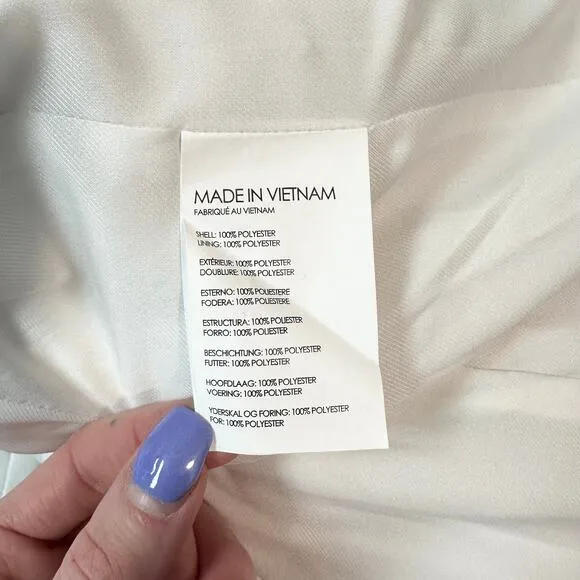 MADE IN VIETNAM
FABRIQUÉ AU VIETNAM
SHELL: 100% POLYESTER
LINING: 100% POLYESTER
EXTÉRIEUR: 100% POLYESTER
DOUBLURE: 100% POLYESTER
ESTERNO: 100% POLIESTERE
FODERA: 100% POLIESTERE
ESTRUCTURA: 100% POLIESTER
FORRO: 100% POLIESTER
BESCHICHTUNG: 100% POLYESTER
FUTTER: 100% POLYESTER
HOOFDLAAG: 100% POLYESTER
VOERING: 100% POLYESTER
YDERSKAL OG FORING: 100% POLYESTER
FOR: 100% POLYESTER